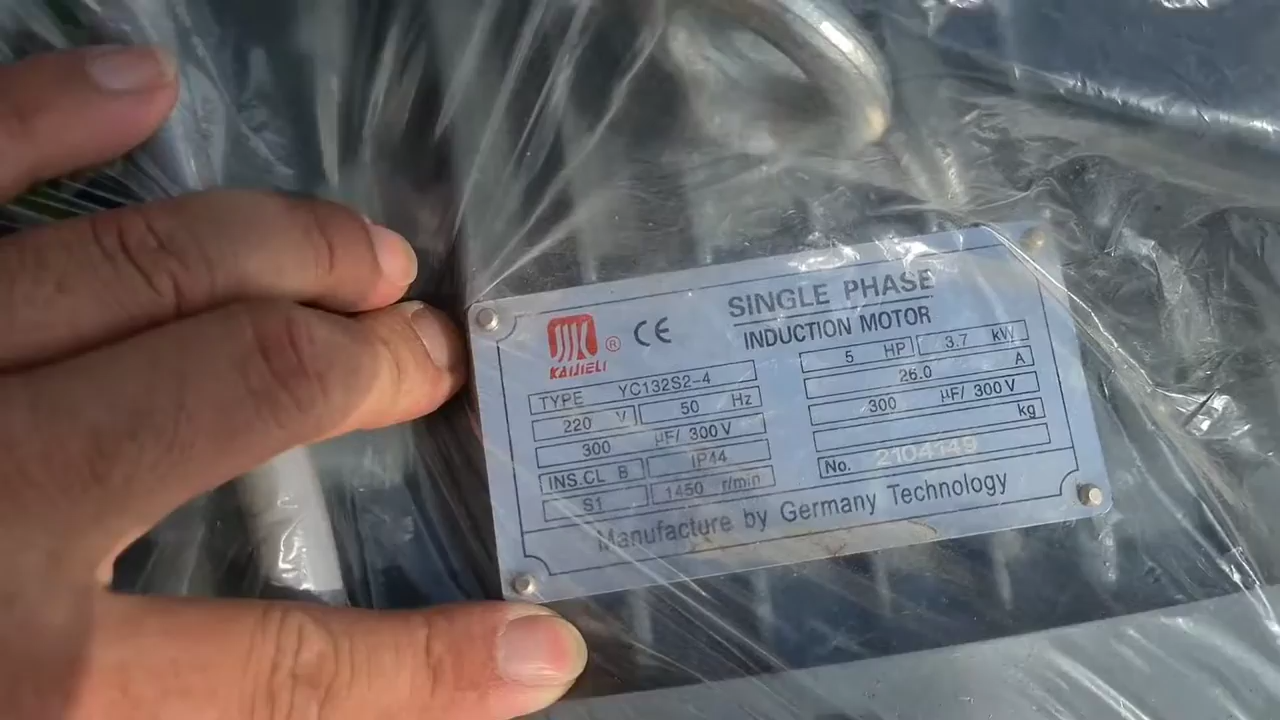 SINGLE PHASE
INDUCTION MOTOR
® CE
KAIJIELI
TYPE YC132S2-4
220 V 50 Hz
300 µF/ 300 V
INS.CL B IP44
S1 1450 r/min
5 HP 3.7 kW
26.0 A
300 µF/ 300 V
kg
No. 2104149
Manufacture by Germany Technology